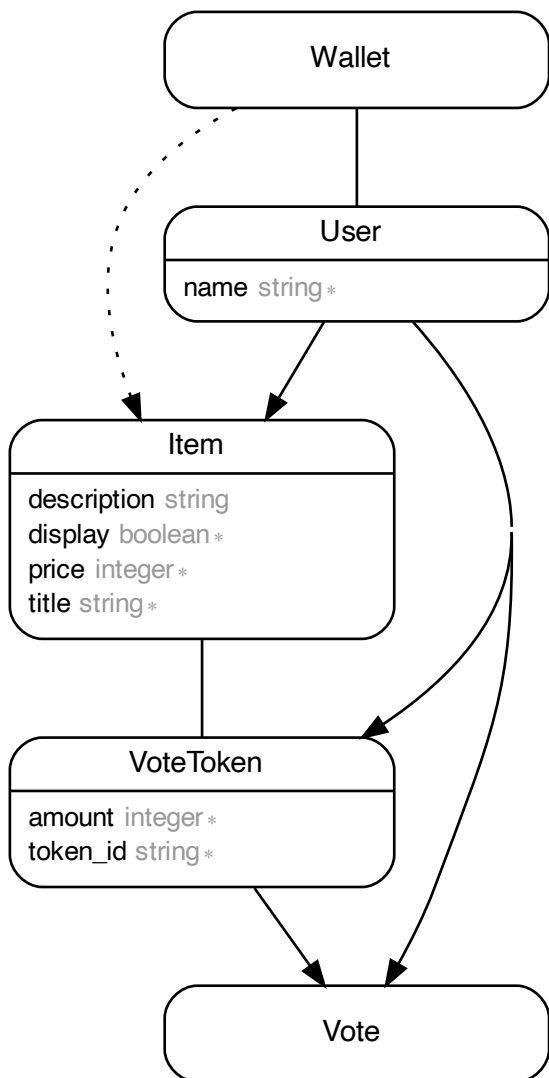 Wallet
User
name string *
Item
description string
display boolean *
price integer *
title string *
VoteToken
amount integer *
token_id string *
Vote